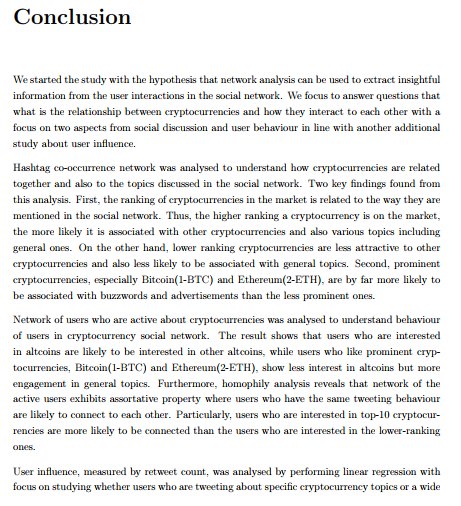 Conclusion
We started the study with the hypothesis that network analysis can be used to extract insightful
information from the user interactions in the social network. We focus to answer questions that
what is the relationship between cryptocurrencies and how they interact to each other with a
focus on two aspects from social discussion and user behaviour in line with another additional
study about user influence.
Hashtag co-occurrence network was analysed to understand how cryptocurrencies are related
together and also to the topics discussed in the social network. Two key findings found from
this analysis. First, the ranking of cryptocurrencies in the market is related to the way they are
mentioned in the social network. Thus, the higher ranking a cryptocurrency is on the market,
the more likely it is associated with other cryptocurrencies and also various topics including
general ones. On the other hand, lower ranking cryptocurrencies are less attractive to other
cryptocurrencies and also less likely to be associated with general topics. Second, prominent
cryptocurrencies, especially Bitcoin(1-BTC) and Ethereum(2-ETH), are by far more likely to
be associated with buzzwords and advertisements than the less prominent ones.
Network of users who are active about cryptocurrencies was analysed to understand behaviour
of users in cryptocurrency social network. The result shows that users who are interested
in altcoins are likely to be interested in other altcoins, while users who like prominent cryp-
tocurrencies, Bitcoin(1-BTC) and Ethereum(2-ETH), show less interest in altcoins but more
engagement in general topics. Furthermore, homophily analysis reveals that network of the
active users exhibits assortative property where users who have the same tweeting behaviour
are likely to connect to each other. Particularly, users who are interested in top-10 cryptocur-
rencies are more likely to be connected than the users who are interested in the lower-ranking
ones.
User influence, measured by retweet count, was analysed by performing linear regression with
focus on studying whether users who are tweeting about specific cryptocurrency topics or a wide